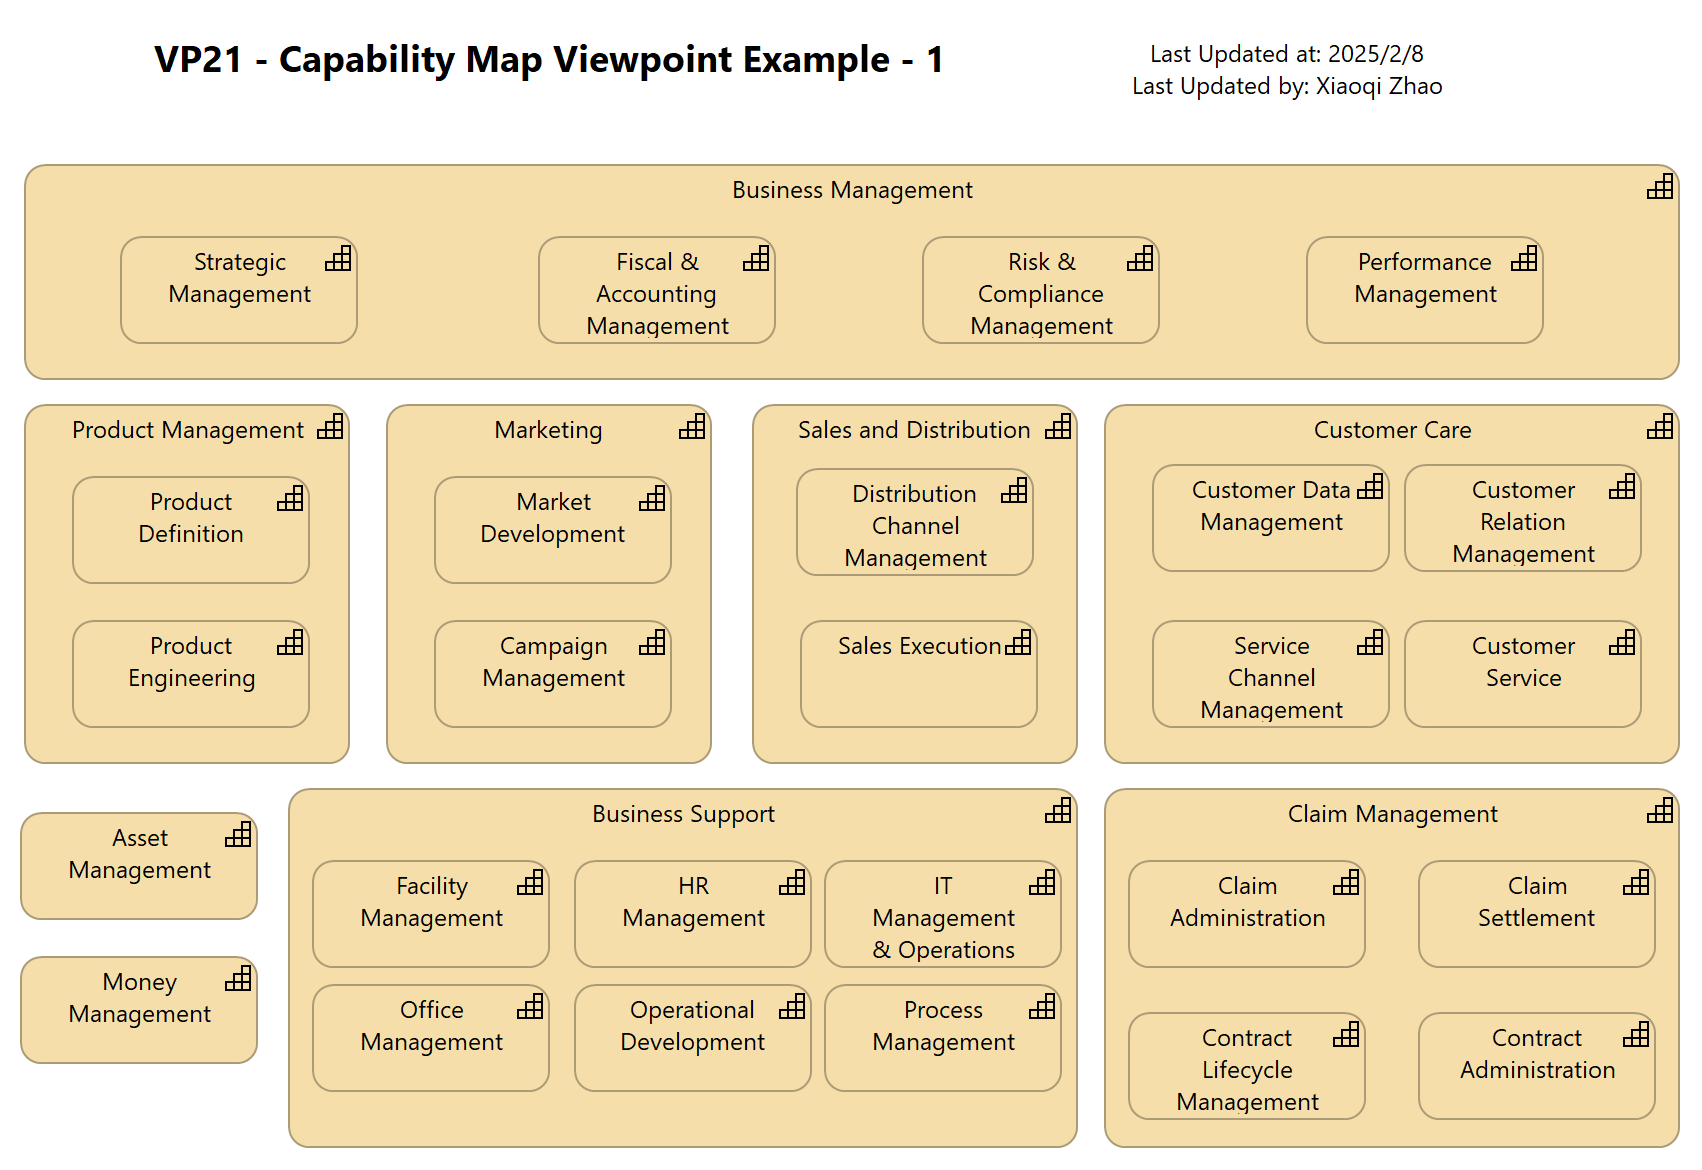 VP21 - Capability Map Viewpoint Example - 1
Last Updated at: 2025/2/8
Last Updated by: Xiaoqi Zhao
Business Management
Strategic
Management
Fiscal &
Accounting
Management
Risk &
Compliance
Management
Performance
Management
Product Management
Product
Definition
Product
Engineering
Marketing
Market
Development
Campaign
Management
Sales and Distribution
Distribution
Channel
Management
Sales Execution
Customer Care
Customer Data
Management
Customer
Relation
Management
Service
Channel
Management
Customer
Service
Asset
Management
Money
Management
Business Support
Facility
Management
HR
Management
IT
Management
& Operations
Office
Management
Operational
Development
Process
Management
Claim Management
Claim
Administration
Claim
Settlement
Contract
Lifecycle
Management
Contract
Administration